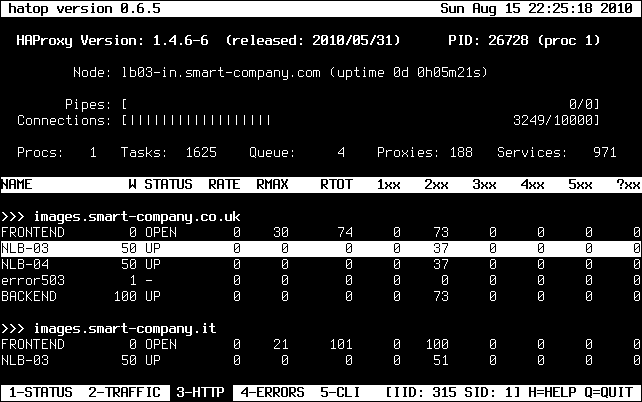 hatop version 0.6.5 Sun Aug 15 22:25:18 2010
HAProxy Version: 1.4.6-6 (released: 2010/05/31) PID: 26728 (proc 1)
Node: lb03-in.smart-company.com (uptime 0d 0h05m21s)
Pipes: [ 0/0]
Connections: [|||||||||||||||||| 3249/10000]
Procs: 1 Tasks: 1625 Queue: 4 Proxies: 188 Services: 971
NAME W STATUS RATE RMAX RTOT 1xx 2xx 3xx 4xx 5xx ?xx
>>> images.smart-company.co.uk
FRONTEND 0 OPEN 0 30 74 0 73 0 0 0 0
NLB-03 50 UP 0 0 0 0 37 0 0 0 0
NLB-04 50 UP 0 0 0 0 37 0 0 0 0
error503 1 - 0 0 0 0 0 0 0 0 0
BACKEND 100 UP 0 0 0 0 73 0 0 0 0
>>> images.smart-company.it
FRONTEND 0 OPEN 0 21 101 0 100 0 0 0 0
NLB-03 50 UP 0 0 0 0 51 0 0 0 0
1-STATUS 2-TRAFFIC 3-HTTP 4-ERRORS 5-CLI [IID: 315 SID: 1] H=HELP Q=QUIT